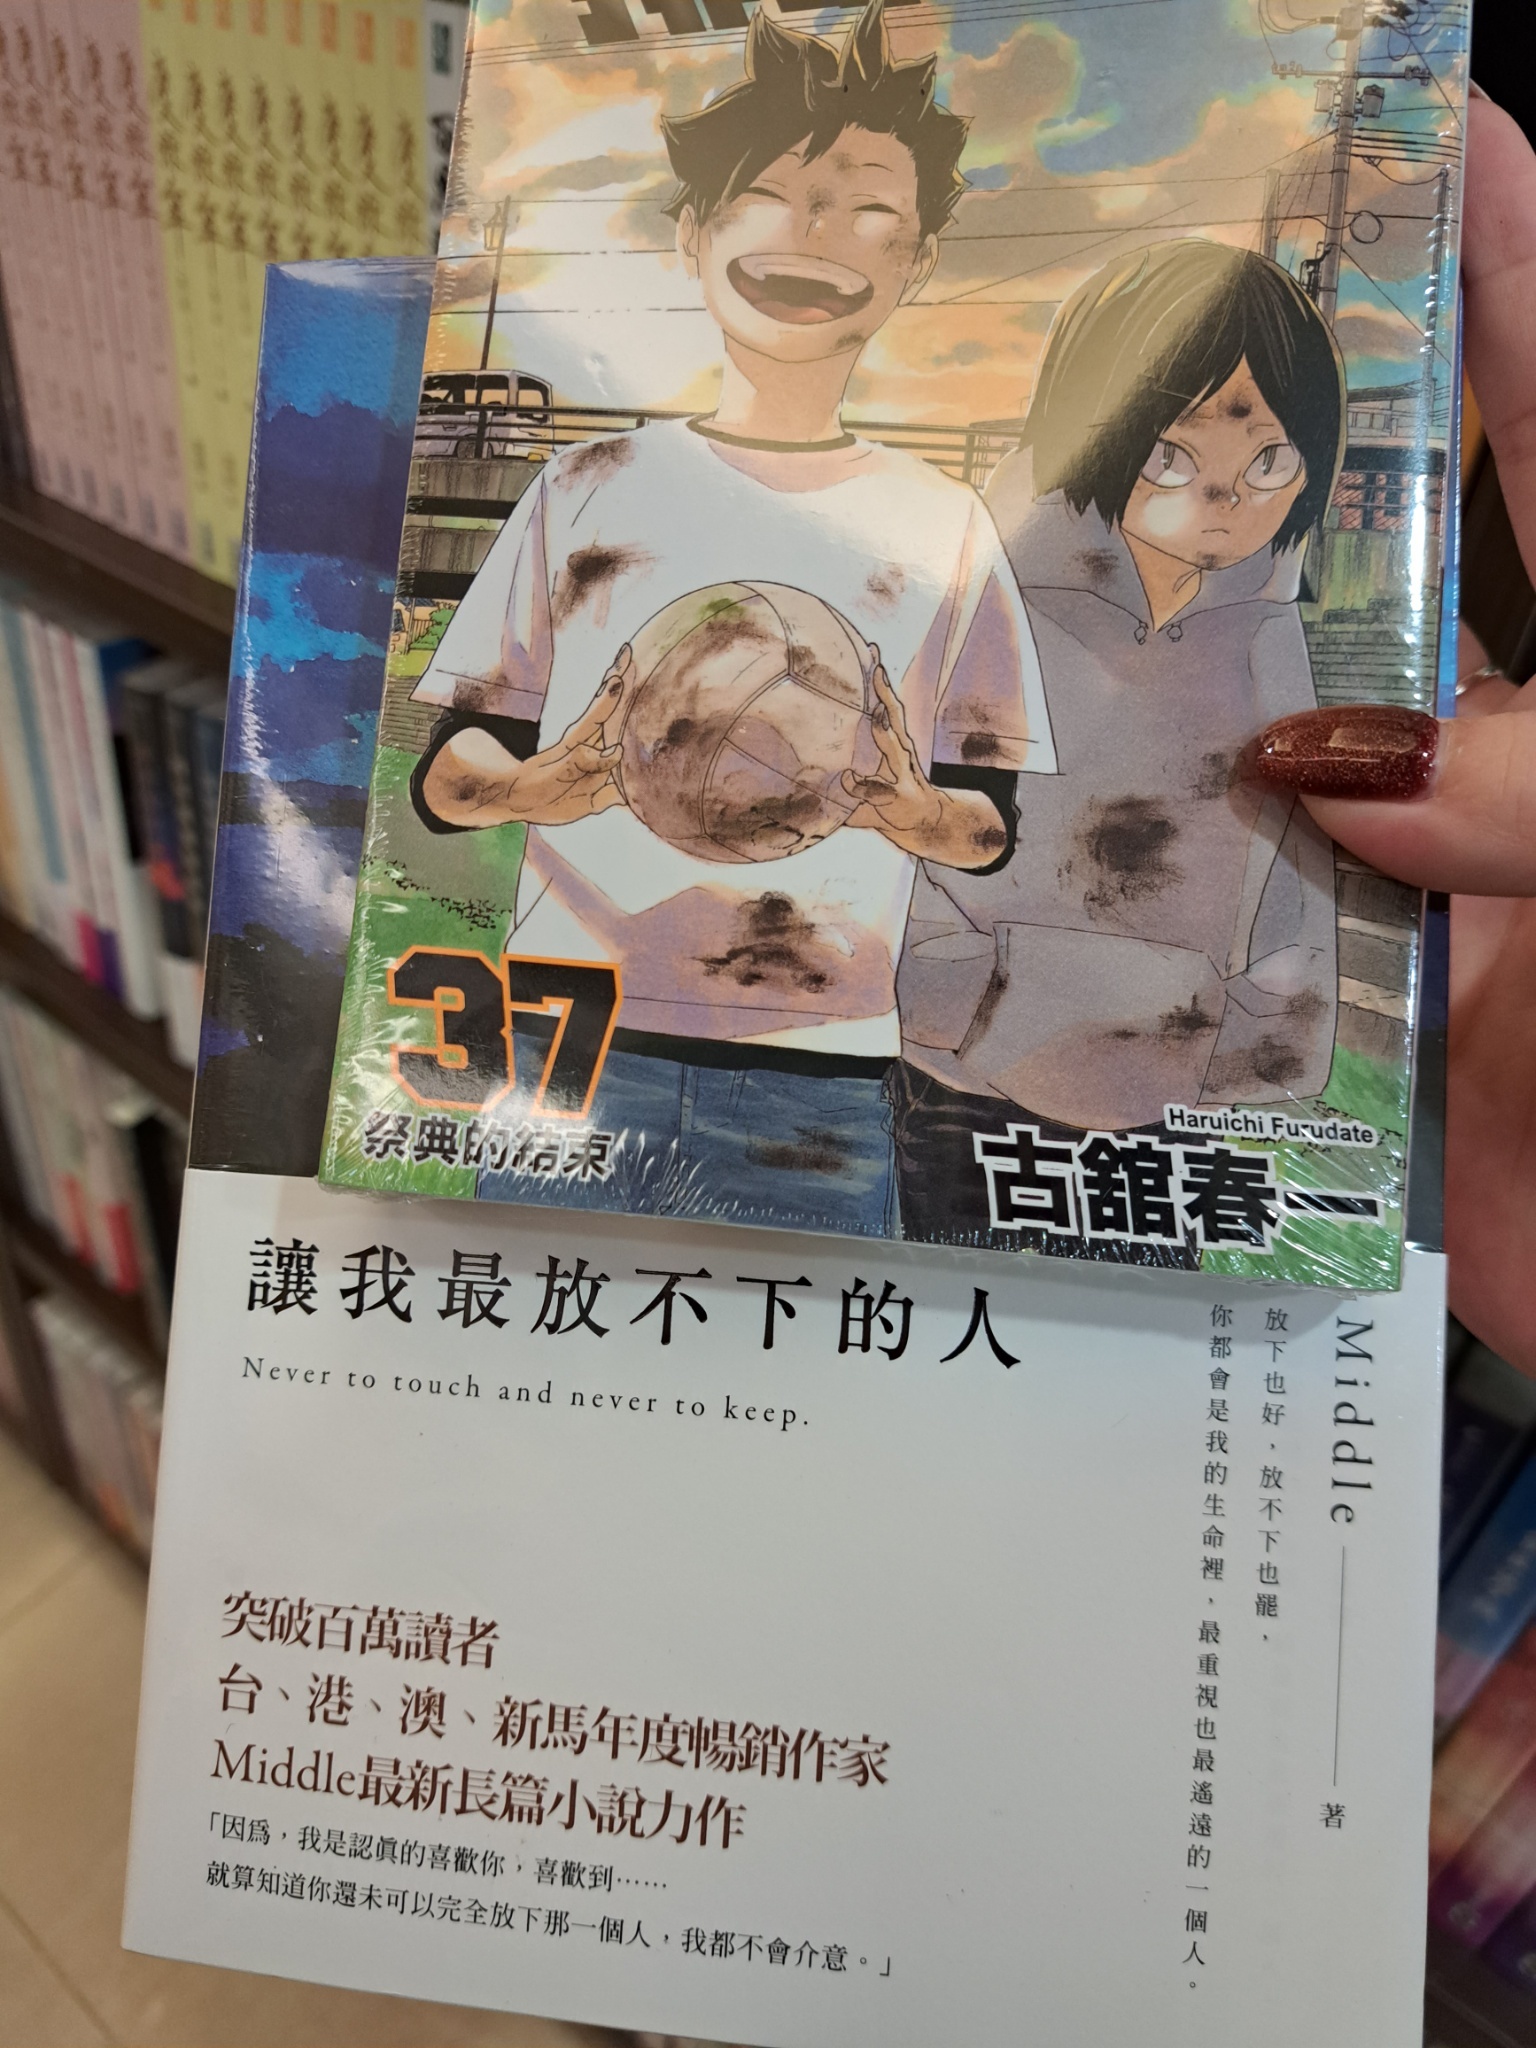 37
祭典的結束
Haruichi Furudate
古舘春一
讓我最放不下的人
Never to touch and never to keep.
Middle
著
放下也好，放不下也罷，
你都會是我的生命裡，最重視也最遙遠的一個人。
突破百萬讀者
台、港、澳、新馬年度暢銷作家
Middle最新長篇小說力作
「因為，我是認真的喜歡你，喜歡到⋯⋯
就算知道你還未可以完全放下那一個人，我都不會介意。」